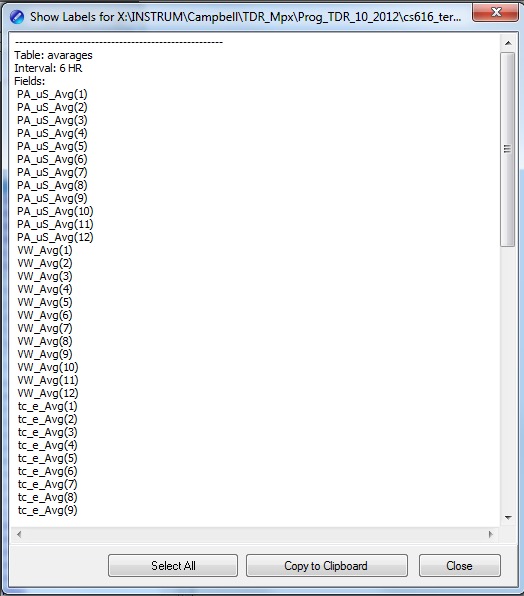 Show Labels for X:\INSTRUM\Campbell\TDR_Mpx\Prog_TDR_10_2012\cs616_ter...
----------------------------------------------------
Table: avarages
Interval: 6 HR
Fields:
PA_uS_Avg(1)
PA_uS_Avg(2)
PA_uS_Avg(3)
PA_uS_Avg(4)
PA_uS_Avg(5)
PA_uS_Avg(6)
PA_uS_Avg(7)
PA_uS_Avg(8)
PA_uS_Avg(9)
PA_uS_Avg(10)
PA_uS_Avg(11)
PA_uS_Avg(12)
VW_Avg(1)
VW_Avg(2)
VW_Avg(3)
VW_Avg(4)
VW_Avg(5)
VW_Avg(6)
VW_Avg(7)
VW_Avg(8)
VW_Avg(9)
VW_Avg(10)
VW_Avg(11)
VW_Avg(12)
tc_e_Avg(1)
tc_e_Avg(2)
tc_e_Avg(3)
tc_e_Avg(4)
tc_e_Avg(5)
tc_e_Avg(6)
tc_e_Avg(7)
tc_e_Avg(8)
tc_e_Avg(9)
Select All Copy to Clipboard Close